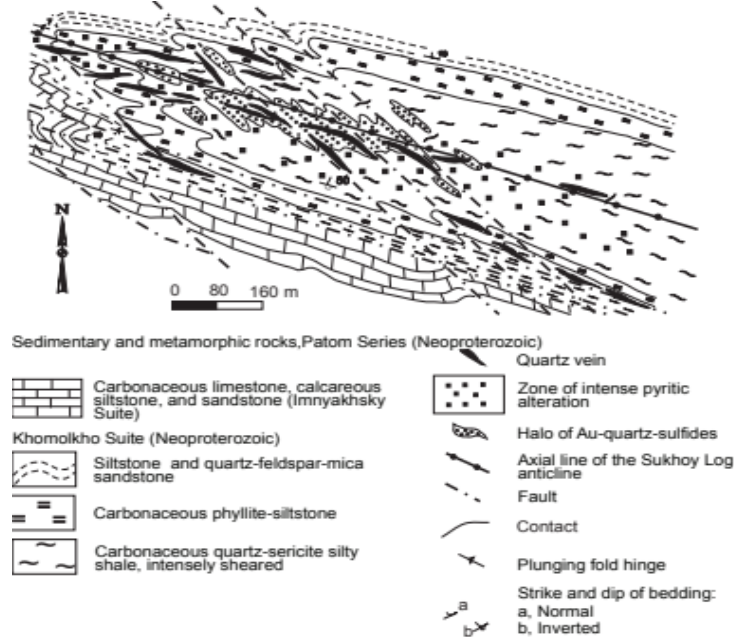 50
N
0 80 160 m
Sedimentary and metamorphic rocks,Patom Series (Neoproterozoic)
Carbonaceous limestone, calcareous
siltstone, and sandstone (Imnyakhsky
Suite)
Khomolkho Suite (Neoproterozoic)
Siltstone and quartz-feldspar-mica
sandstone
Carbonaceous phyllite-siltstone
Carbonaceous quartz-sericite silty
shale, intensely sheared
Quartz vein
Zone of intense pyritic
alteration
Halo of Au-quartz-sulfides
Axial line of the Sukhoy Log
anticline
Fault
Contact
Plunging fold hinge
Strike and dip of bedding:
a, Normal
b, Inverted
a
b